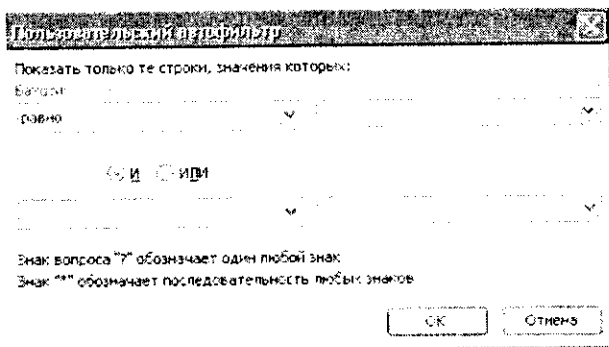 Пользовательский автофильтр
Показать только те строки, значения которых:
равно
И ИЛИ
Знак вопроса "?" обозначает один любой знак
Знак "*" обозначает последовательность любых знаков
ОК Отмена